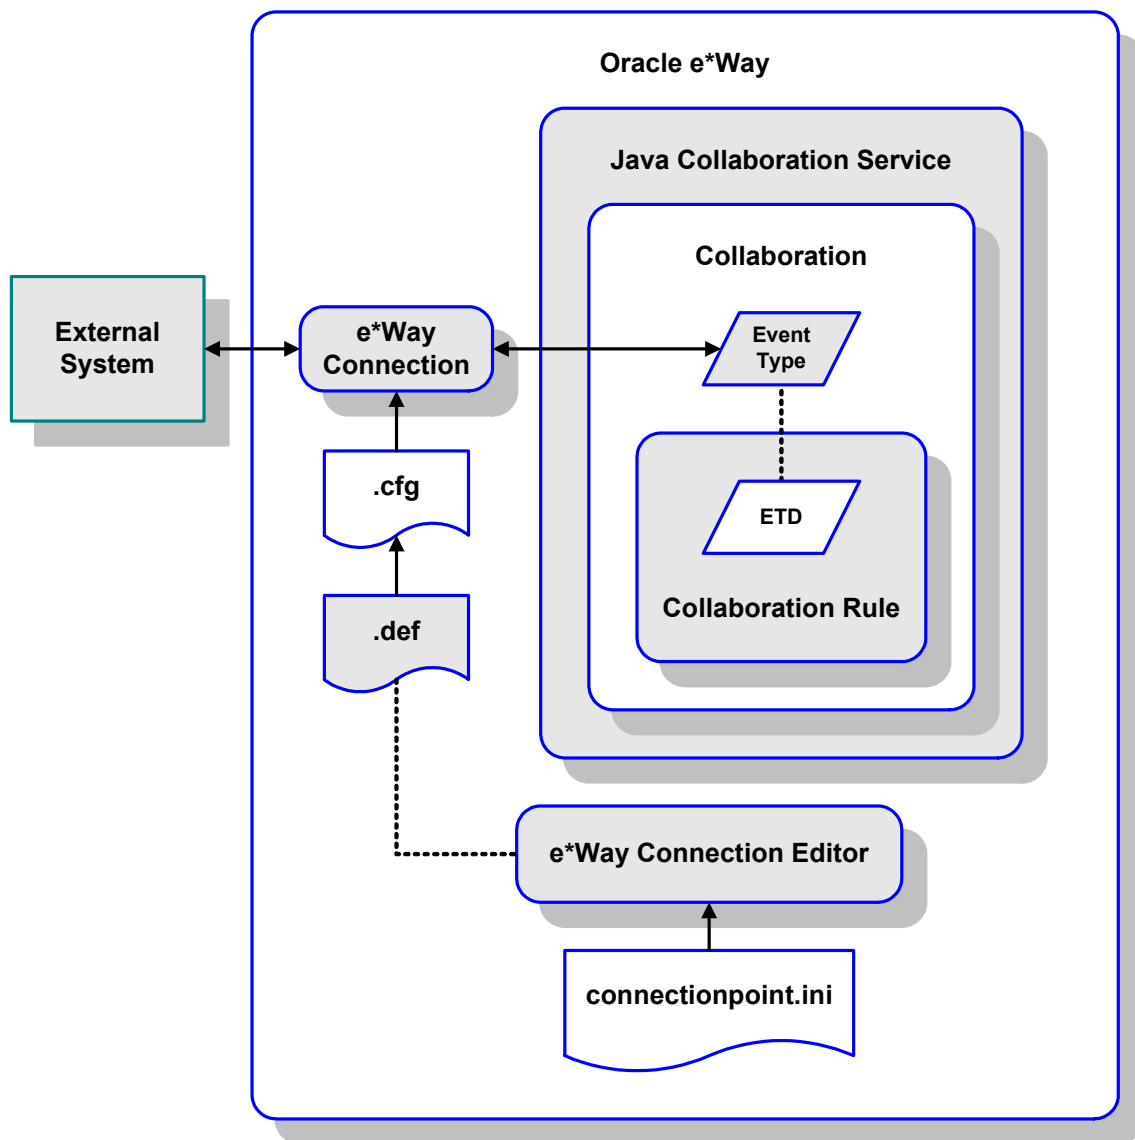 Oracle e*Way
Java Collaboration Service
Collaboration
External
System
e*Way
Connection
Event
Type
.cfg
ETD
Collaboration Rule
.def
e*Way Connection Editor
connectionpoint.ini